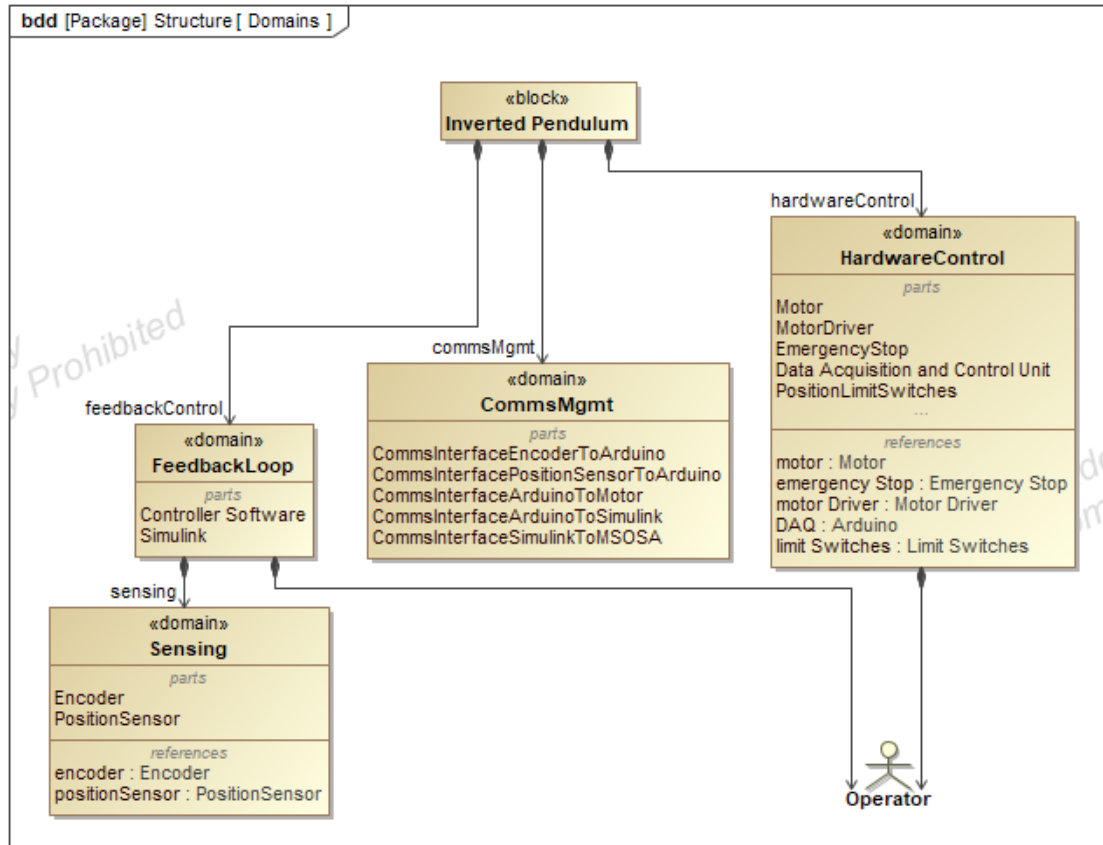 bdd [Package] Structure [ Domains ]
«block»
Inverted Pendulum
hardwareControl
«domain»
HardwareControl
parts
Motor
MotorDriver
EmergencyStop
Data Acquisition and Control Unit
PositionLimitSwitches
...
references
motor : Motor
emergency Stop : Emergency Stop
motor Driver : Motor Driver
DAQ : Arduino
limit Switches : Limit Switches
commsMgmt
«domain»
CommsMgmt
parts
CommsInterfaceEncoderToArduino
CommsInterfacePositionSensorToArduino
CommsInterfaceArduinoToMotor
CommsInterfaceArduinoToSimulink
CommsInterfaceSimulinkToMSOSA
feedbackControl
«domain»
FeedbackLoop
parts
Controller Software
Simulink
sensing
«domain»
Sensing
parts
Encoder
PositionSensor
references
encoder : Encoder
positionSensor : PositionSensor
Operator
Prohibited